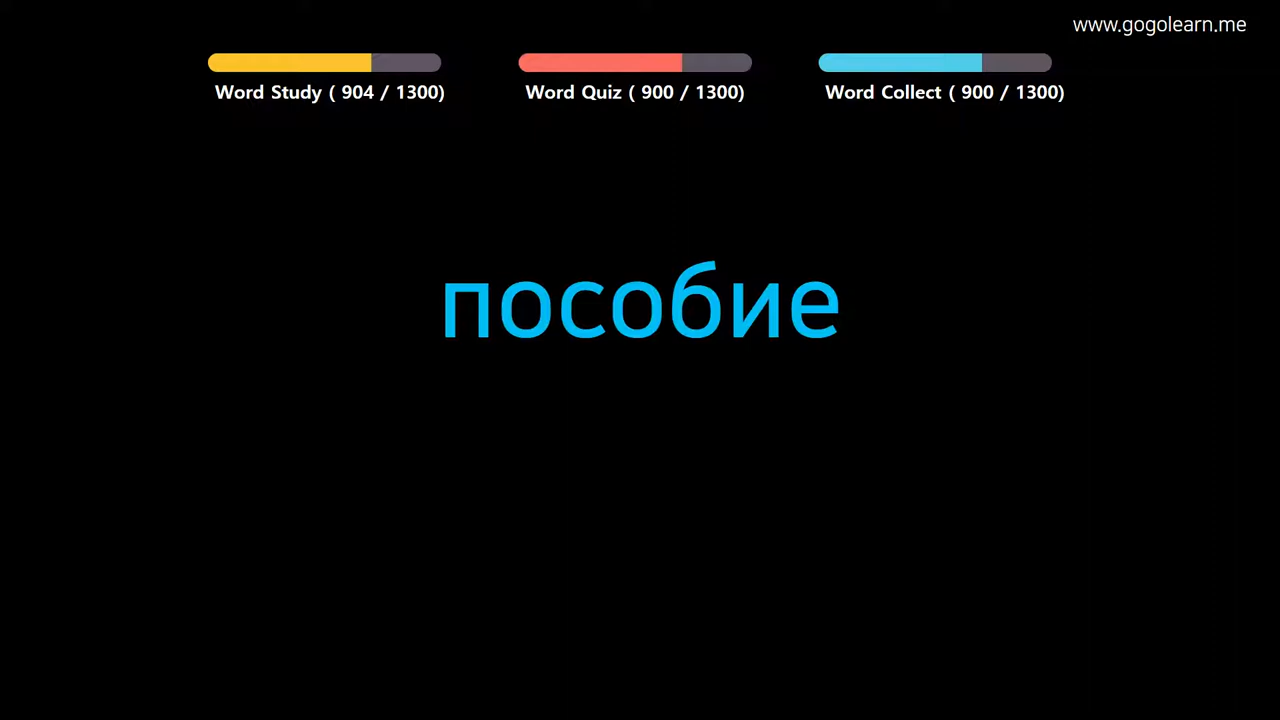 www.gogolearn.me
Word Study ( 904 / 1300)
Word Quiz ( 900 / 1300)
Word Collect ( 900 / 1300)
пособие